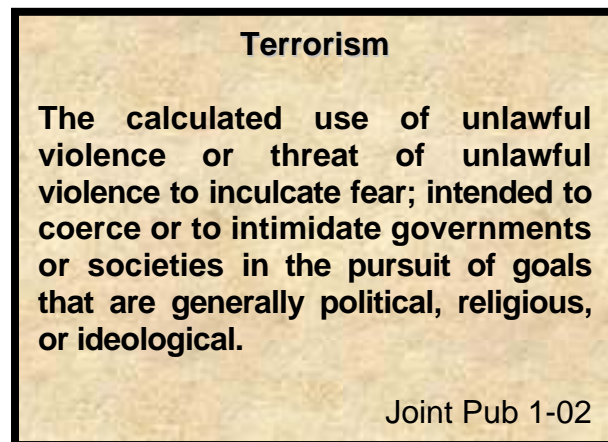 Terrorism
The calculated use of unlawful
violence or threat of unlawful
violence to inculcate fear; intended to
coerce or to intimidate governments
or societies in the pursuit of goals
that are generally political, religious,
or ideological.
Joint Pub 1-02